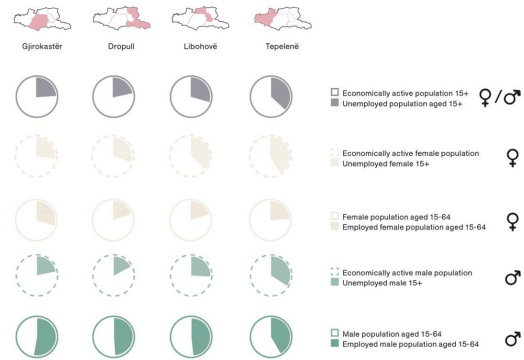 Gjirokastër
Dropull
Libohovë
Tepelenë
Economically active population 15+
Unemployed population aged 15+
Economically active female population
Unemployed female 15+
Female population aged 15-64
Employed female population aged 15-64
Economically active male population
Unemployed male 15+
Male population aged 15-64
Employed male population aged 15-64